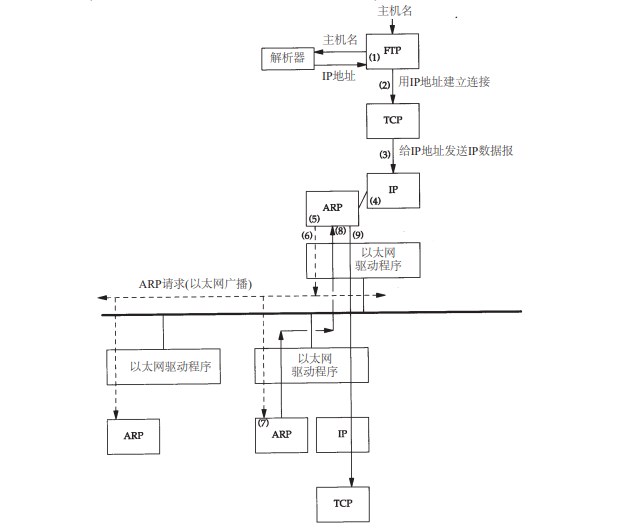 主机名
主机名
FTP
(1)
解析器
IP地址
(2) 用IP地址建立连接
TCP
(3) 给IP地址发送IP数据报
IP
(4)
ARP
(5)
(6) (8) (9)
以太网
驱动程序
ARP请求(以太网广播)
以太网驱动程序
以太网
驱动程序
(7)
ARP
ARP
IP
TCP